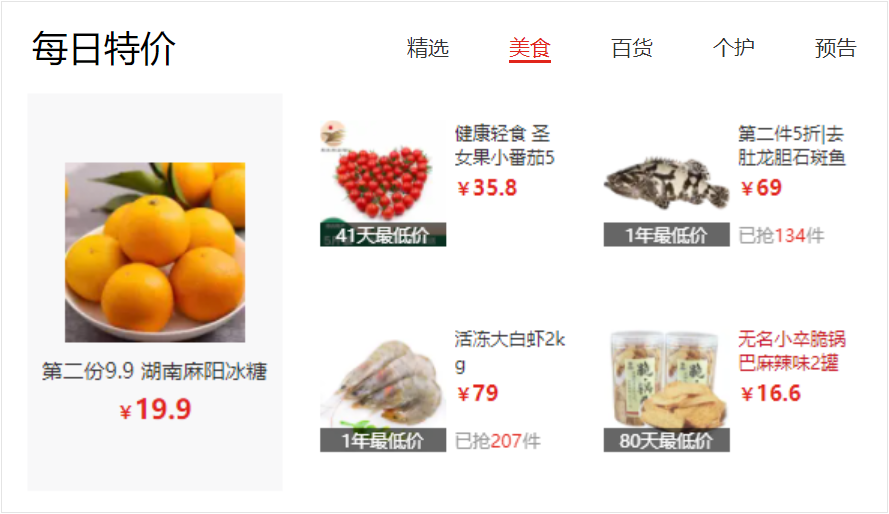 每日特价
精选
美食
百货
个护
预告
第二份9.9 湖南麻阳冰糖
￥19.9
健康轻食 圣
女果小番茄5
￥35.8
41天最低价
第二件5折|去
肚龙胆石斑鱼
￥69
已抢134件
1年最低价
活冻大白虾2k
g
￥79
已抢207件
1年最低价
无名小卒脆锅
巴麻辣味2罐
￥16.6
80天最低价